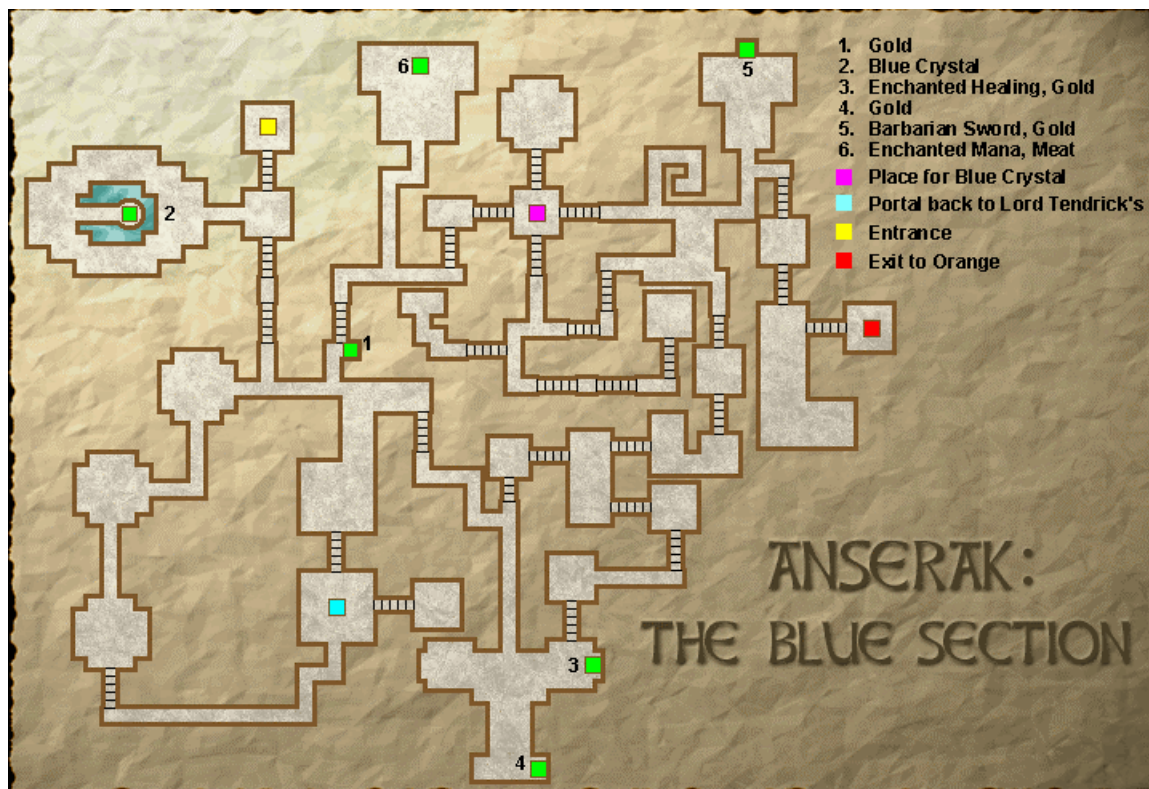 1. Gold
2. Blue Crystal
3. Enchanted Healing, Gold
4. Gold
5. Barbarian Sword, Gold
6. Enchanted Mana, Meat
Place for Blue Crystal
Portal back to Lord Tendrick's
Entrance
Exit to Orange
6
5
2
1
3
4
ANSERAK:
THE BLUE SECTION